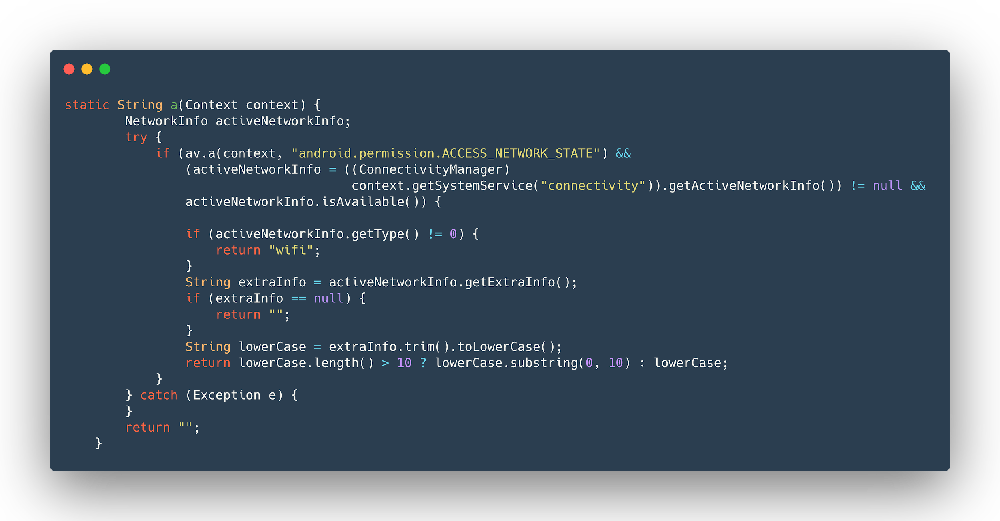 static String a(Context context) {
        NetworkInfo activeNetworkInfo;
        try {
            if (av.a(context, "android.permission.ACCESS_NETWORK_STATE") &&
                (activeNetworkInfo = ((ConnectivityManager)
                                      context.getSystemService("connectivity")).getActiveNetworkInfo()) != null &&
                activeNetworkInfo.isAvailable()) {

                if (activeNetworkInfo.getType() != 0) {
                    return "wifi";
                }
                String extraInfo = activeNetworkInfo.getExtraInfo();
                if (extraInfo == null) {
                    return "";
                }
                String lowerCase = extraInfo.trim().toLowerCase();
                return lowerCase.length() > 10 ? lowerCase.substring(0, 10) : lowerCase;
            }
        } catch (Exception e) {
        }
        return "";
    }